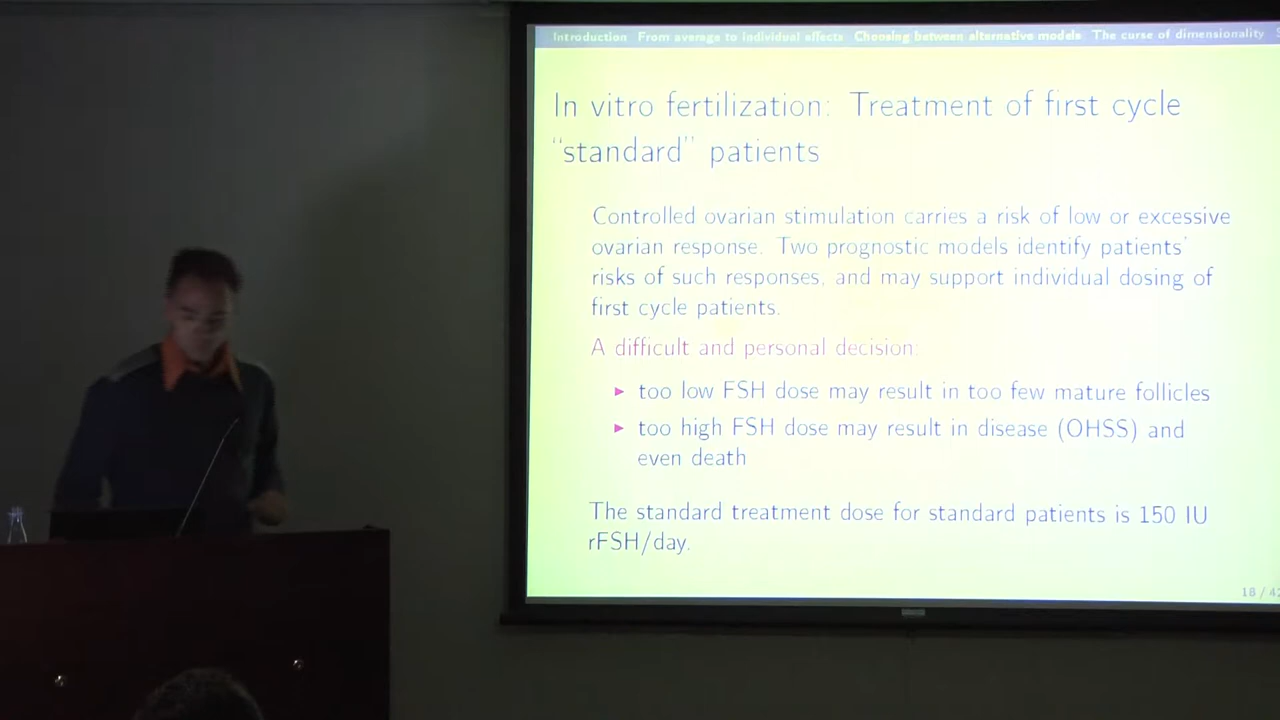 Introduction From average to individual effects Choosing between alternative models The curse of dimensionality
In vitro fertilization: Treatment of first cycle
“standard” patients
Controlled ovarian stimulation carries a risk of low or excessive
ovarian response. Two prognostic models identify patients'
risks of such responses, and may support individual dosing of
first cycle patients.
A difficult and personal decision:
too low FSH dose may result in too few mature follicles
too high FSH dose may result in disease (OHSS) and
even death
The standard treatment dose for standard patients is 150 IU
rFSH/day.